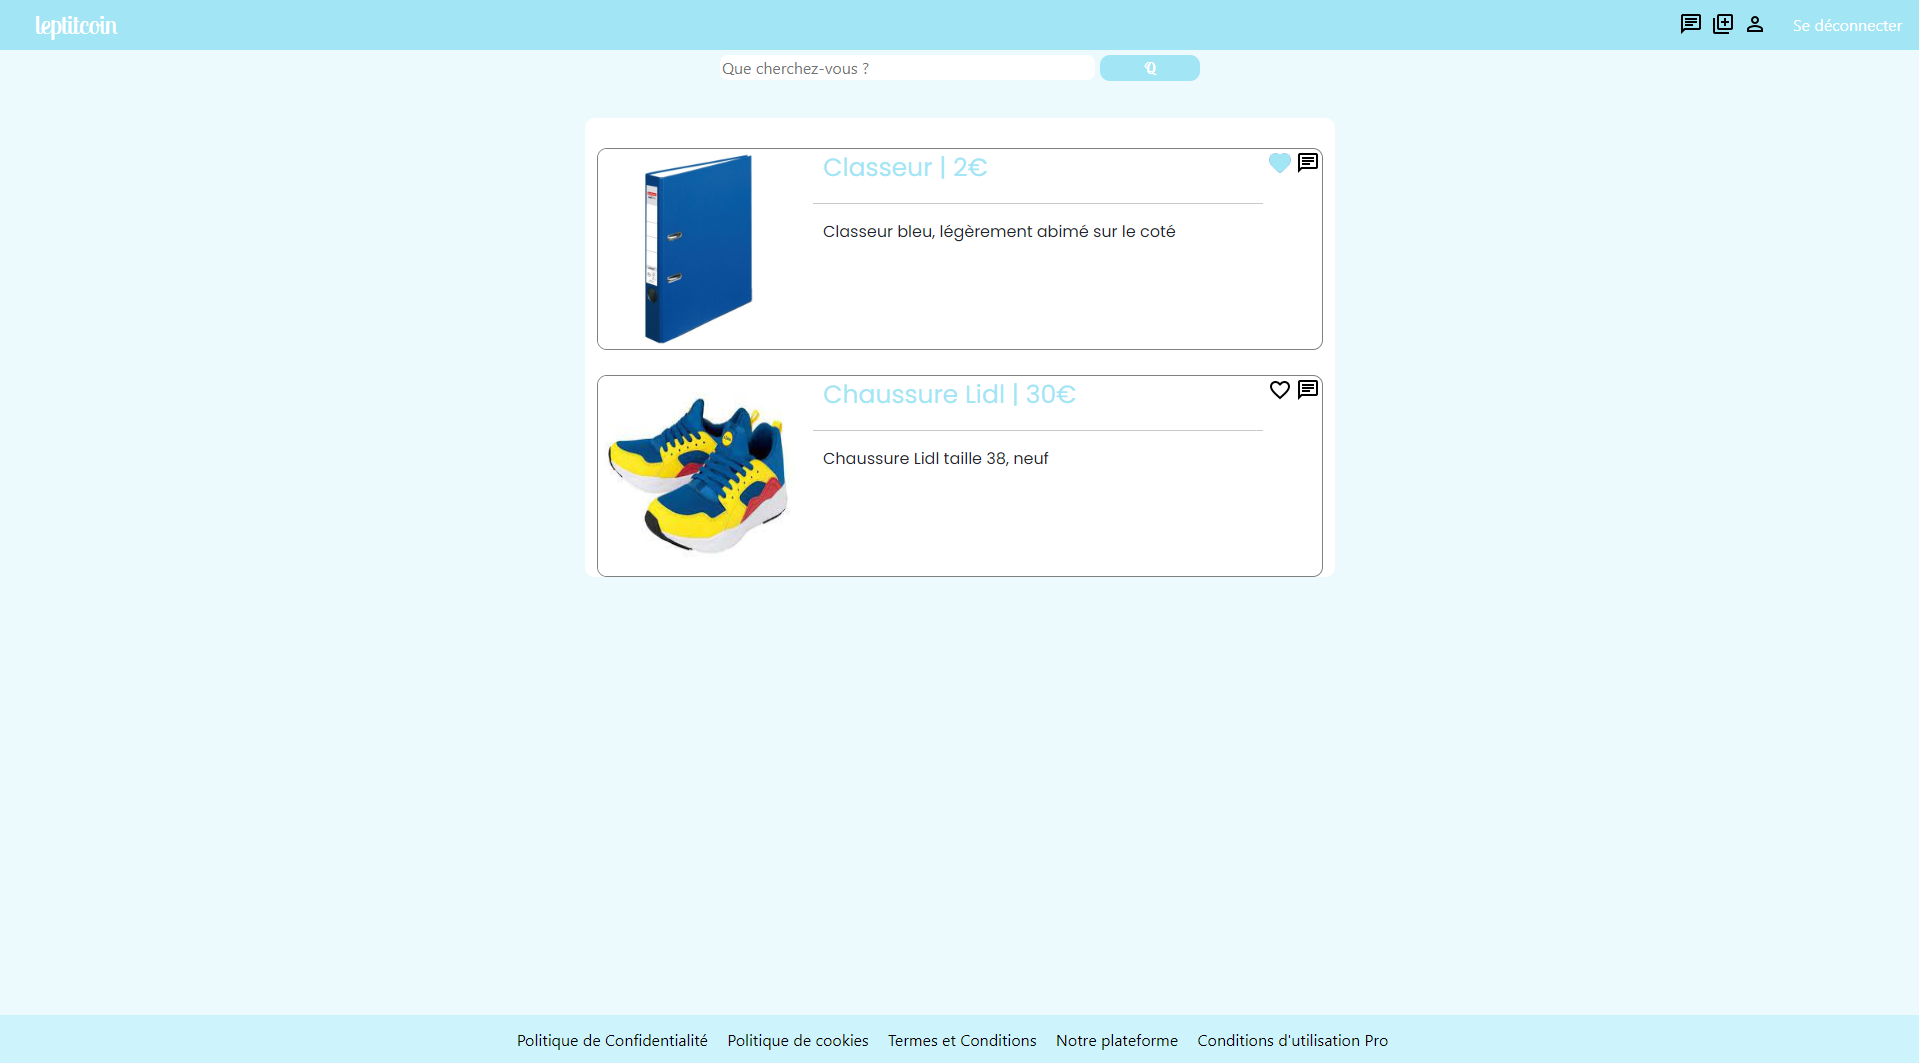 leptitcoin
Se déconnecter
Que cherchez-vous ?
Q
Classeur | 2€
Classeur bleu, légèrement abimé sur le coté
Chaussure Lidl | 30€
Chaussure Lidl taille 38, neuf
Politique de Confidentialité Politique de cookies Termes et Conditions Notre plateforme Conditions d'utilisation Pro